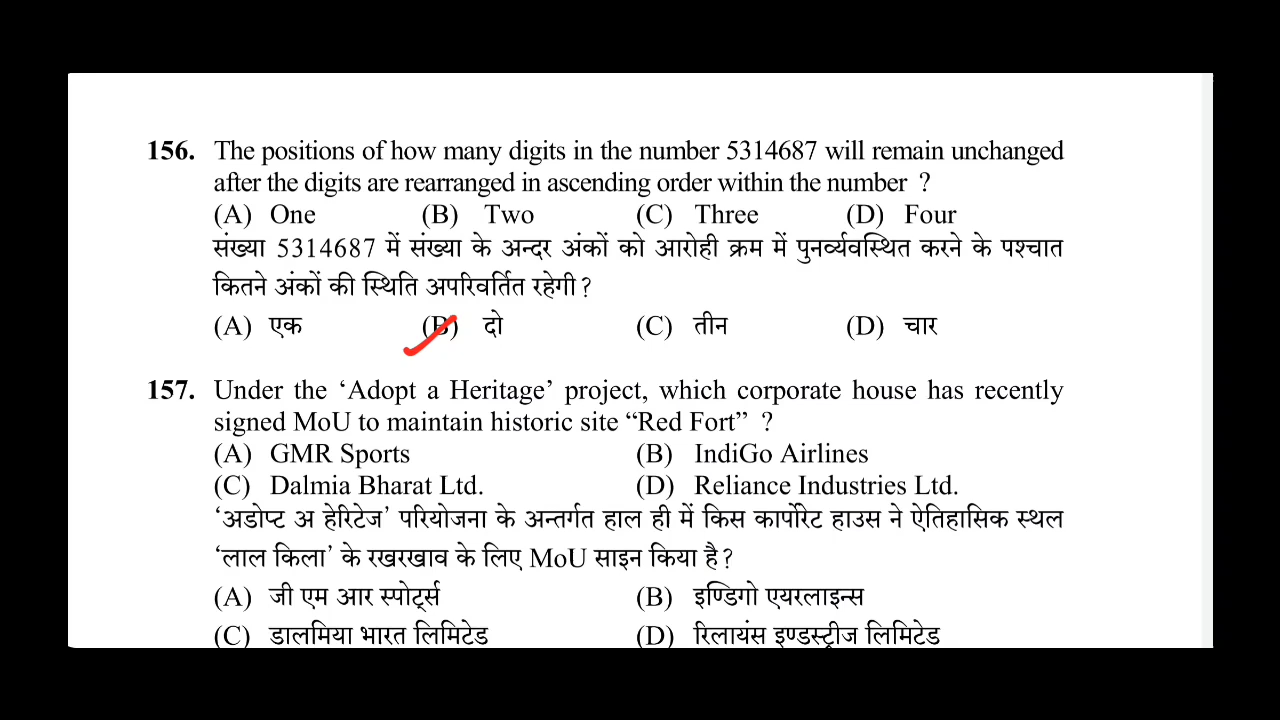 156. The positions of how many digits in the number 5314687 will remain unchanged
after the digits are rearranged in ascending order within the number ?
(A) One (B) Two (C) Three (D) Four
संख्या 5314687 में संख्या के अन्दर अंकों को आरोही क्रम में पुनर्व्यवस्थित करने के पश्चात
कितने अंकों की स्थिति अपरिवर्तित रहेगी ?
(A) एक (B) दो (C) तीन (D) चार
157. Under the ‘Adopt a Heritage’ project, which corporate house has recently
signed MoU to maintain historic site “Red Fort” ?
(A) GMR Sports (B) IndiGo Airlines
(C) Dalmia Bharat Ltd. (D) Reliance Industries Ltd.
‘अडोप्ट अ हेरिटेज’ परियोजना के अन्तर्गत हाल ही में किस कार्पोरेट हाउस ने ऐतिहासिक स्थल
‘लाल किला’ के रखरखाव के लिए MoU साइन किया है ?
(A) जी एम आर स्पोर्ट्स (B) इण्डिगो एयरलाइन्स
(C) डालमिया भारत लिमिटेड (D) रिलायंस इण्डस्ट्रीज लिमिटेड